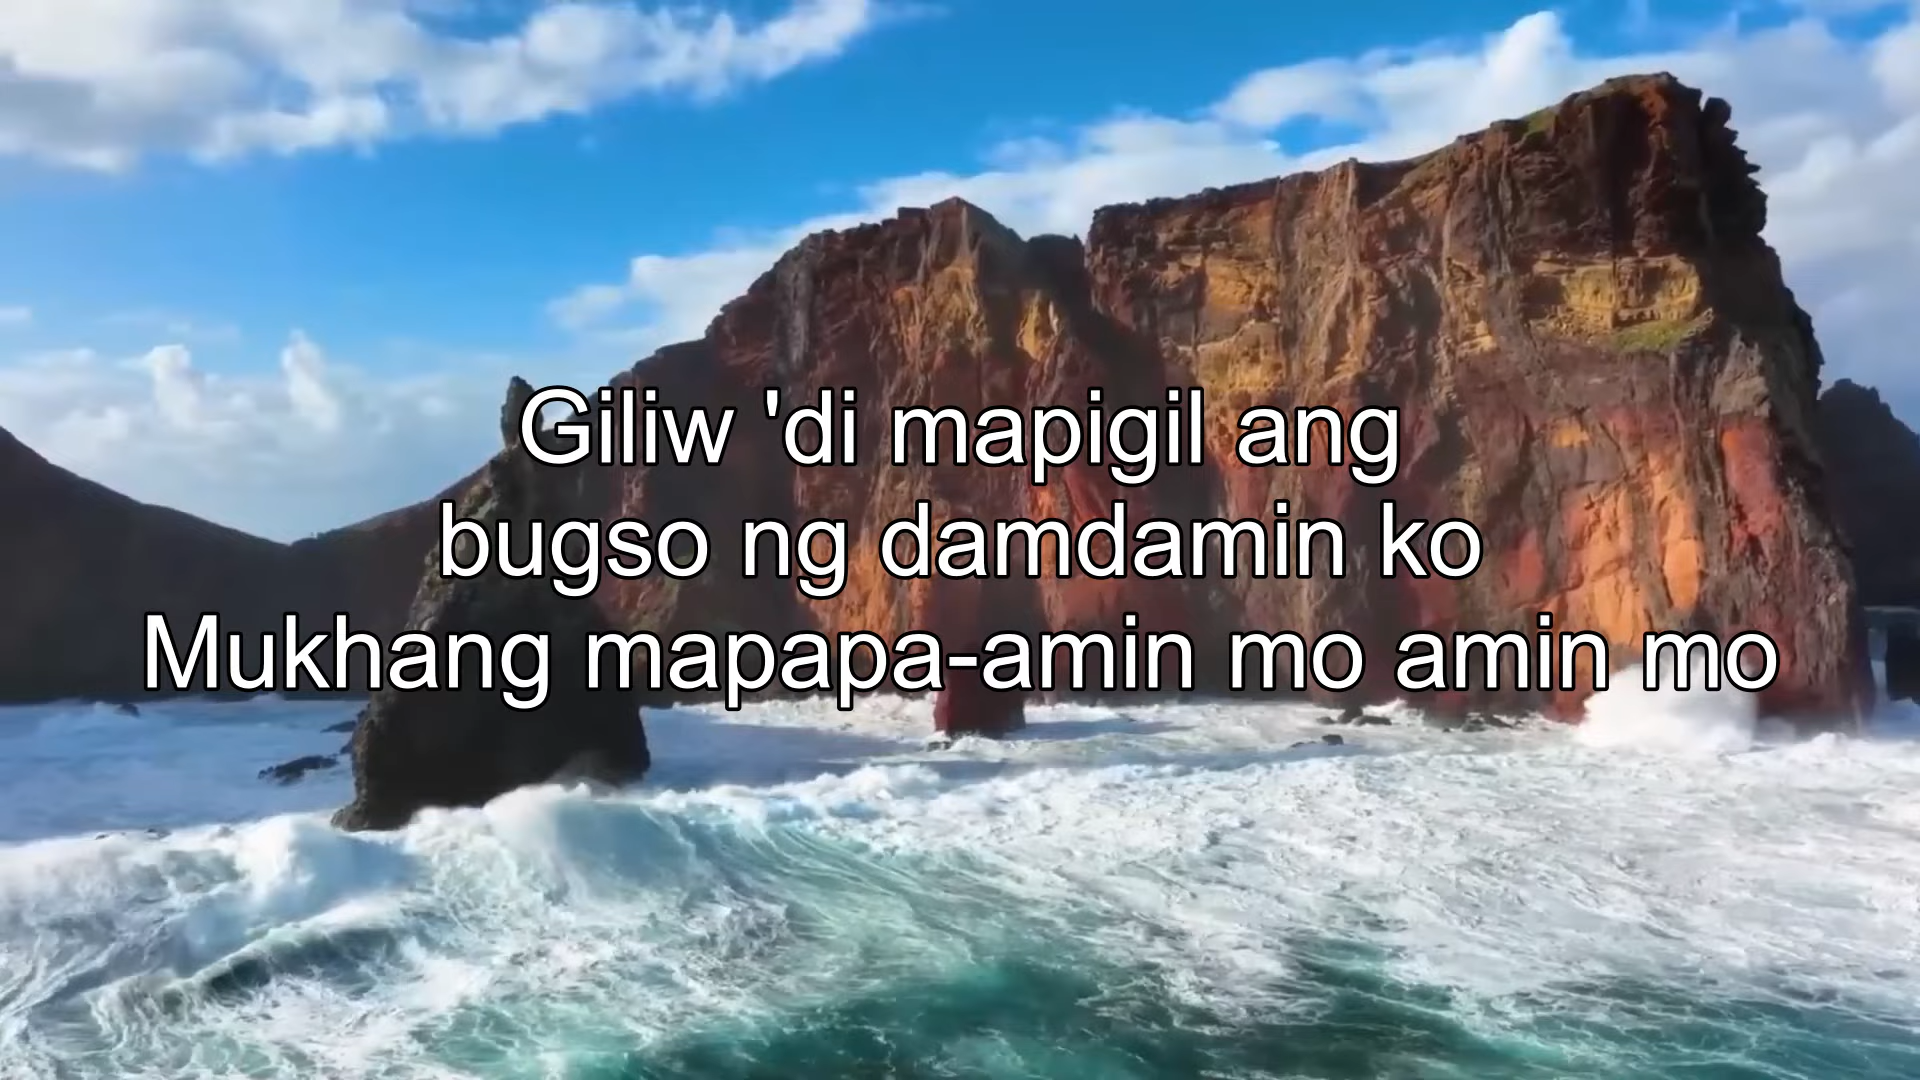 Giliw 'di mapigil ang
bugso ng damdamin ko
Mukhang mapapa-amin mo amin mo